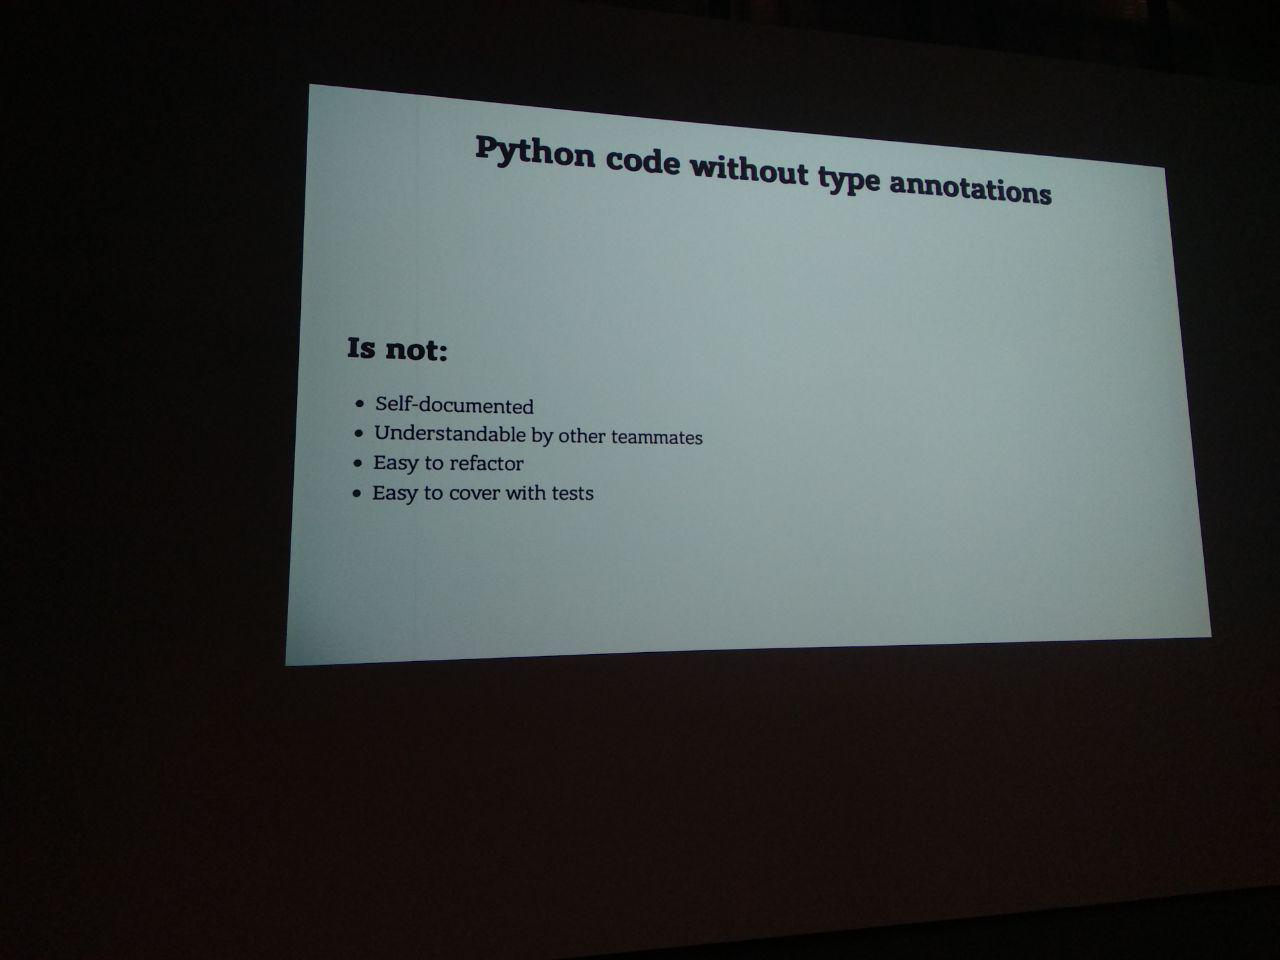 Python code without type annotations
Is not:
• Self-documented
• Understandable by other teammates
• Easy to refactor
• Easy to cover with tests